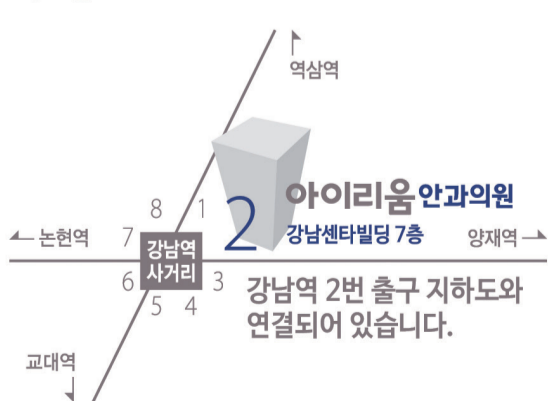 역삼역
아이리움 안과의원
강남센타빌딩 7층
8 1
2
논현역
7
강남역
사거리
양재역
6
3
5 4
강남역 2번 출구 지하도와
연결되어 있습니다.
교대역